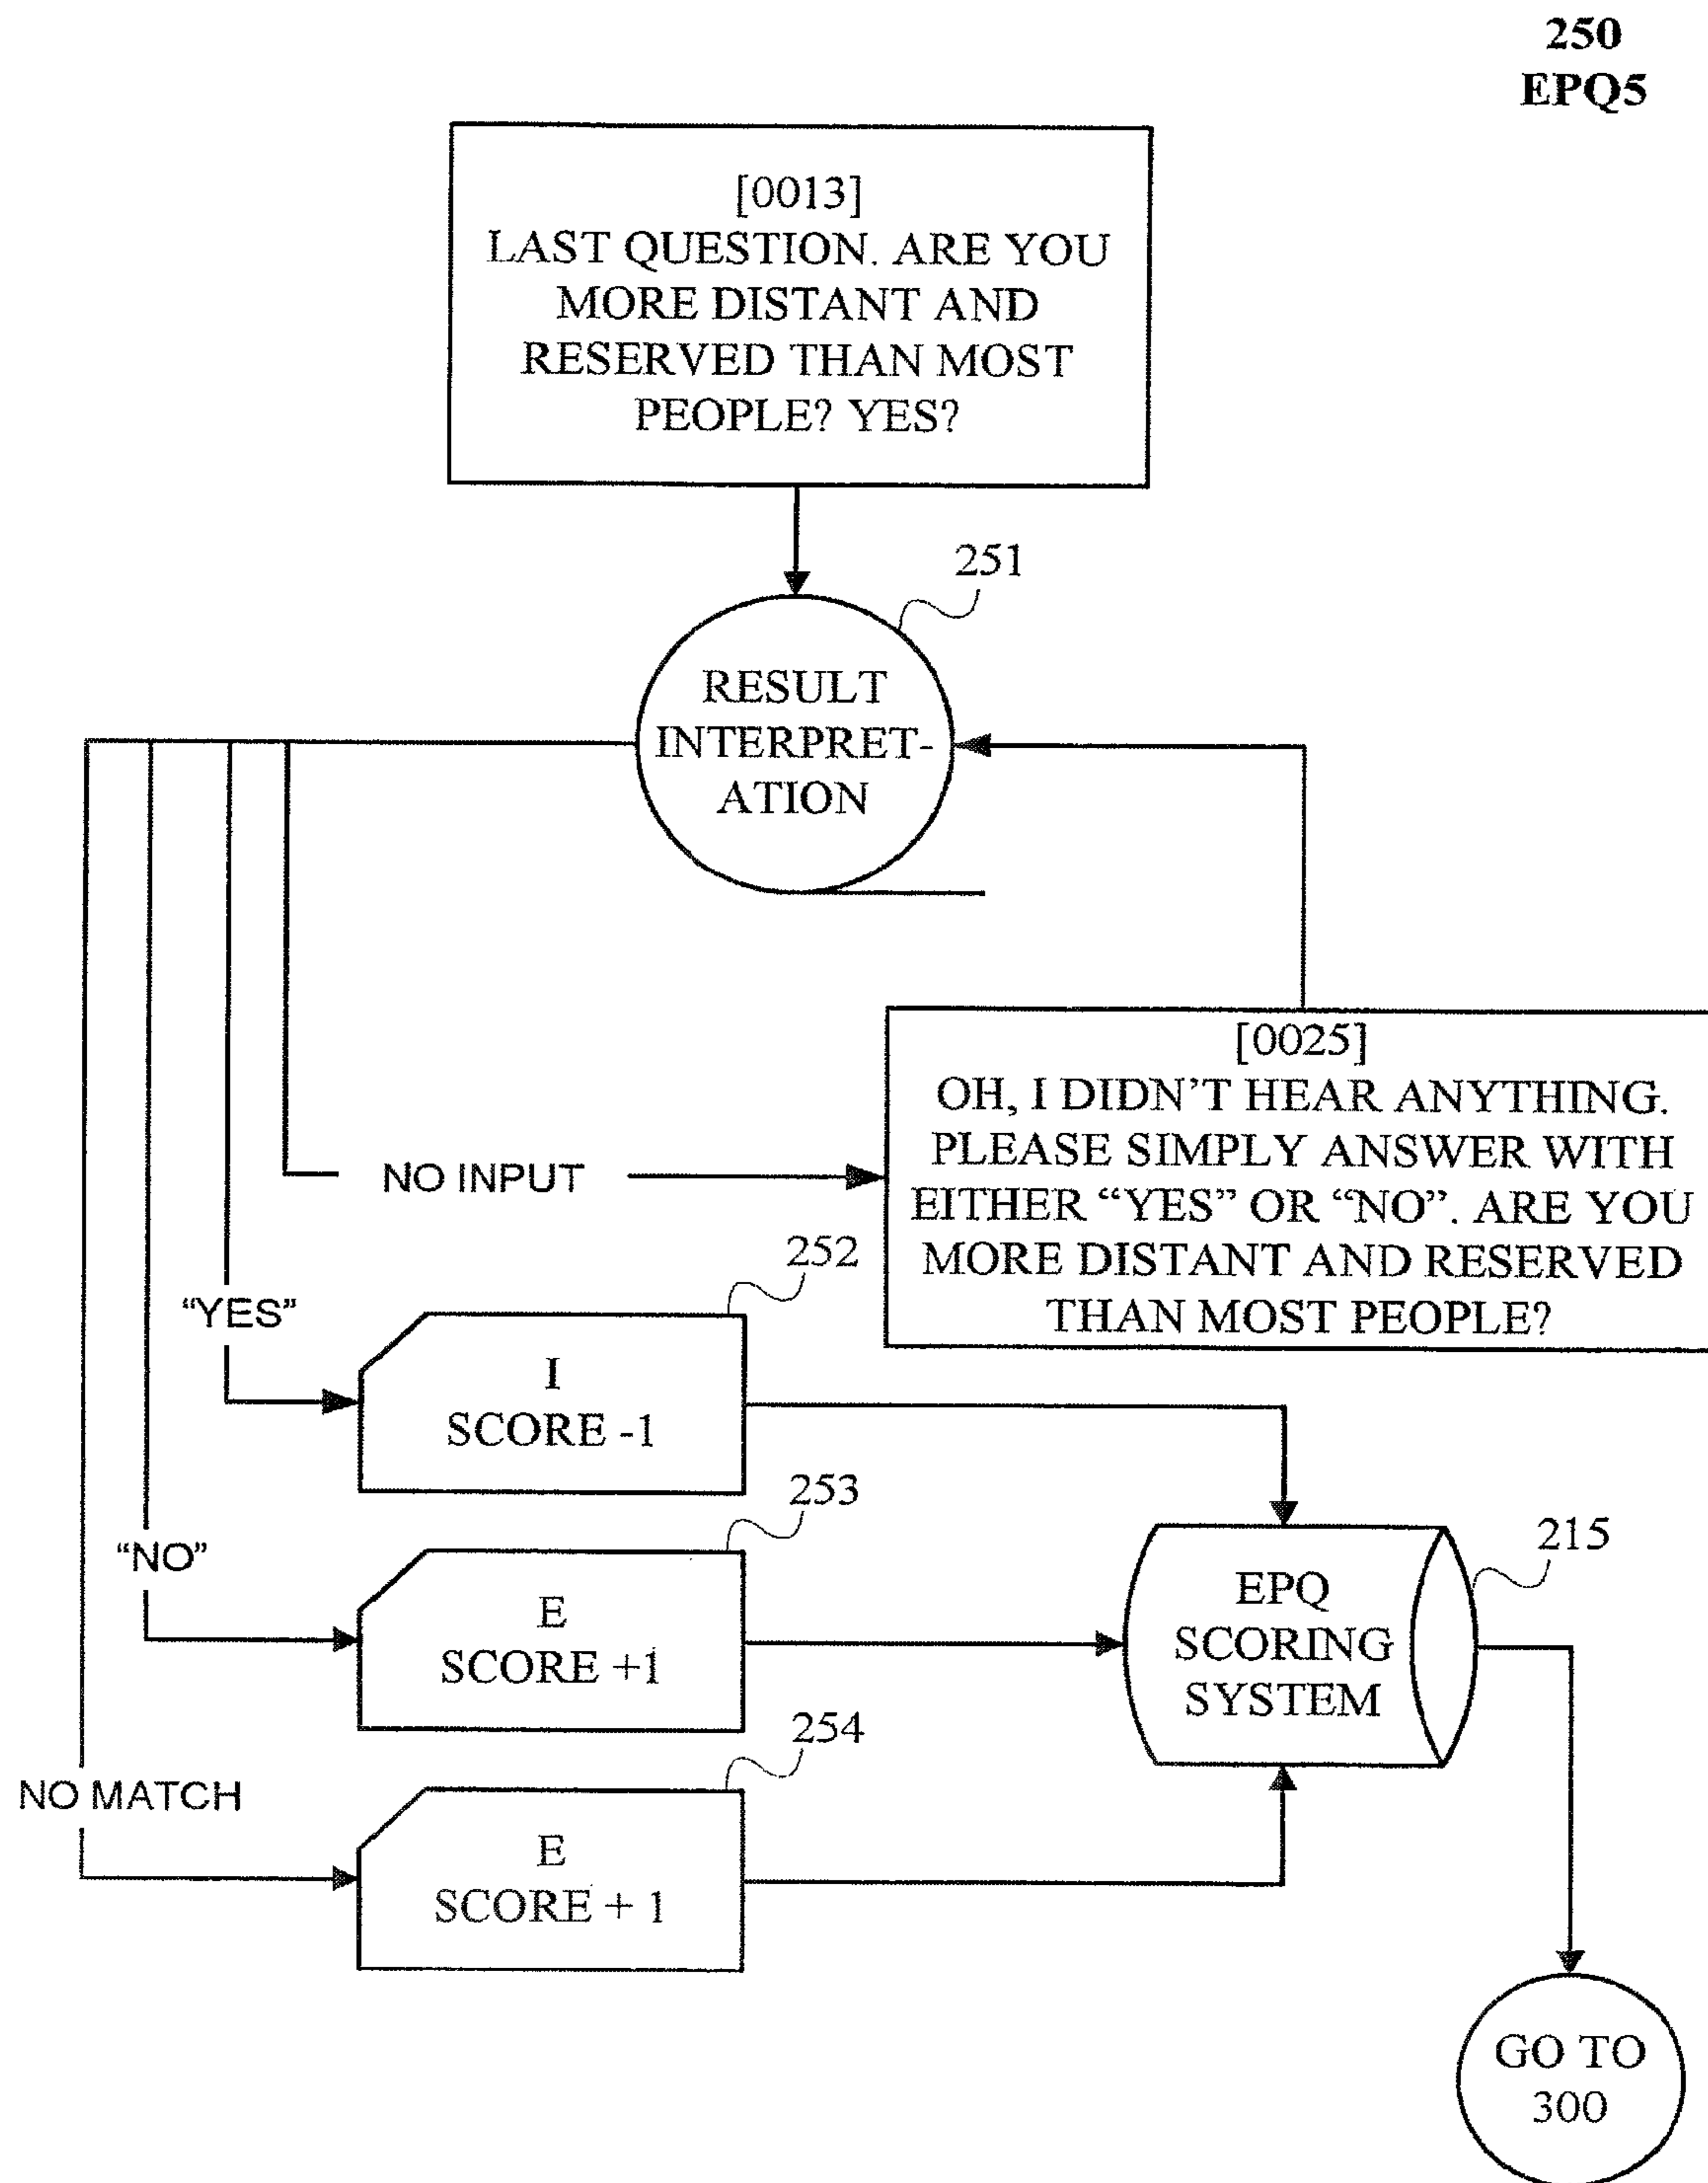 250
EPQ5
[0013]
LAST QUESTION. ARE YOU
MORE DISTANT AND
RESERVED THAN MOST
PEOPLE? YES?
251
RESULT
INTERPRET-
ATION
[0025]
OH, I DIDN'T HEAR ANYTHING.
PLEASE SIMPLY ANSWER WITH
EITHER “YES” OR “NO”. ARE YOU
MORE DISTANT AND RESERVED
THAN MOST PEOPLE?
NO INPUT
252
“YES”
I
SCORE -1
253
“NO”
E
SCORE +1
215
EPQ
SCORING
SYSTEM
254
NO MATCH
E
SCORE + 1
GO TO
300